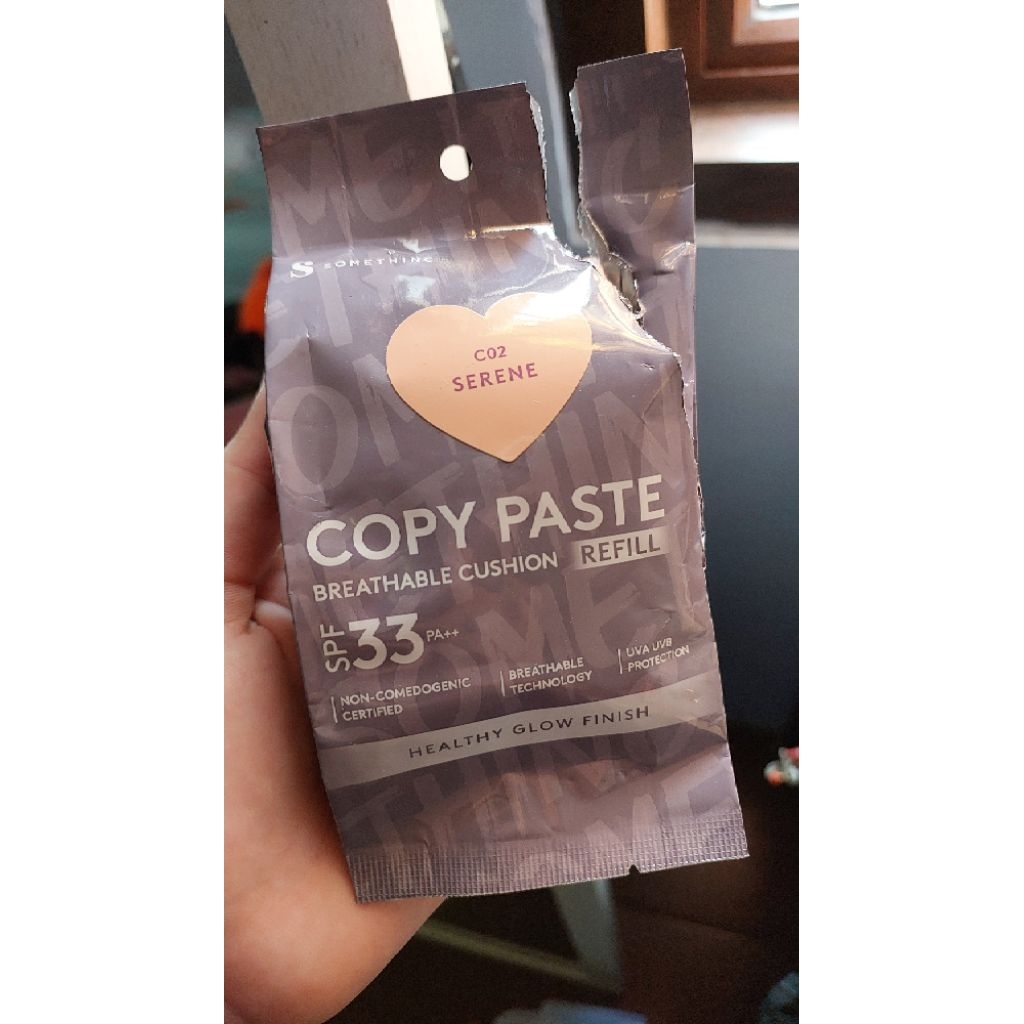 S SOMETHINC
C02
SERENE
COPY PASTE
BREATHABLE CUSHION REFILL
SPF 33 PA++
NON-COMEDOGENIC
CERTIFIED
BREATHABLE
TECHNOLOGY
UVA UVB
PROTECTION
HEALTHY GLOW FINISH